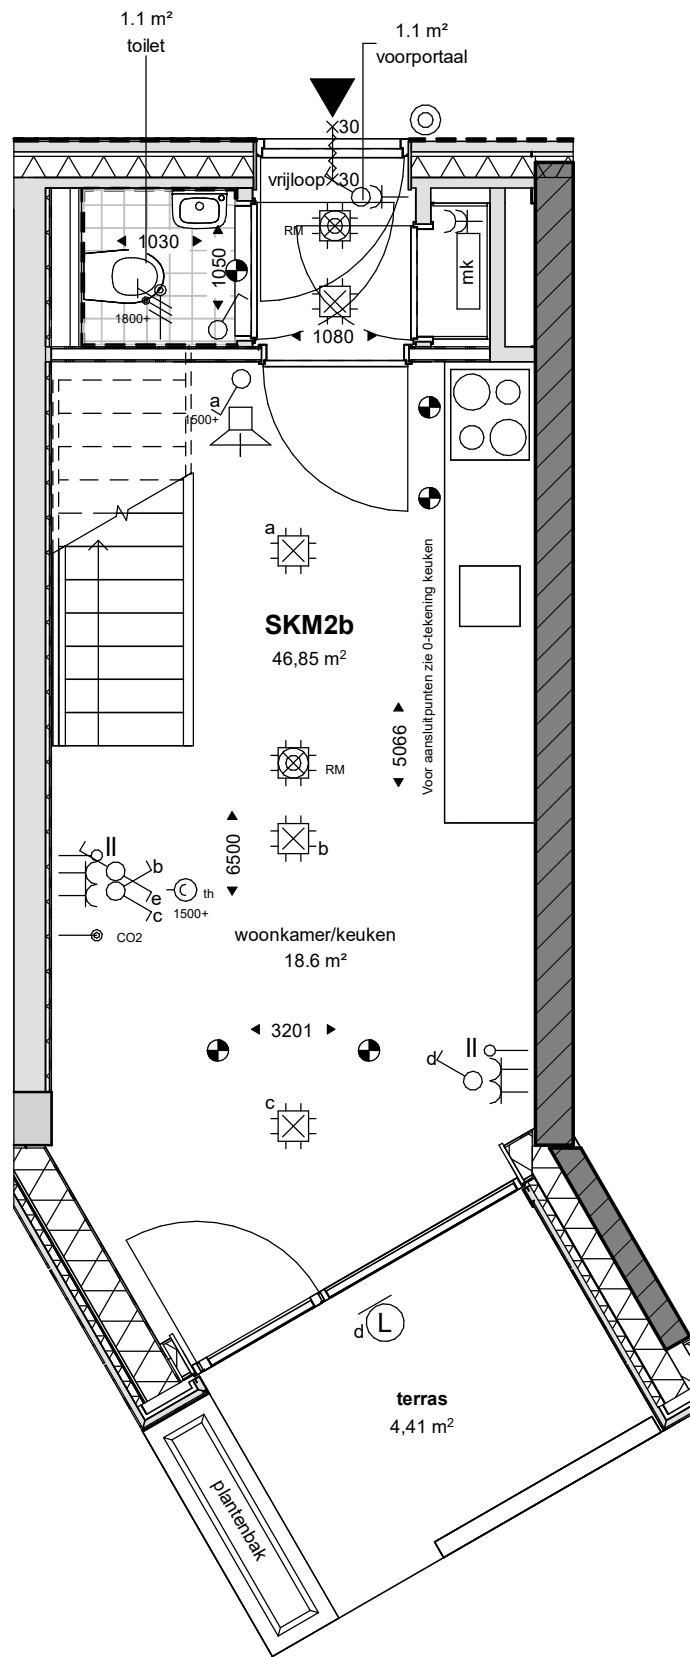 1.1 m²
toilet
1.1 m²
voorportaal
30
vrijloop
30
RM
1030
1050
mk
1800+
1080
a
1500+
a
SKM2b
46,85 m²
Voor aansluitpunten zie 0-tekening keuken
5066
RM
6500
b
b
e
c
th
1500+
CO2
woonkamer/keuken
18.6 m²
3201
d
c
d
L
terras
4,41 m²
plantenbak